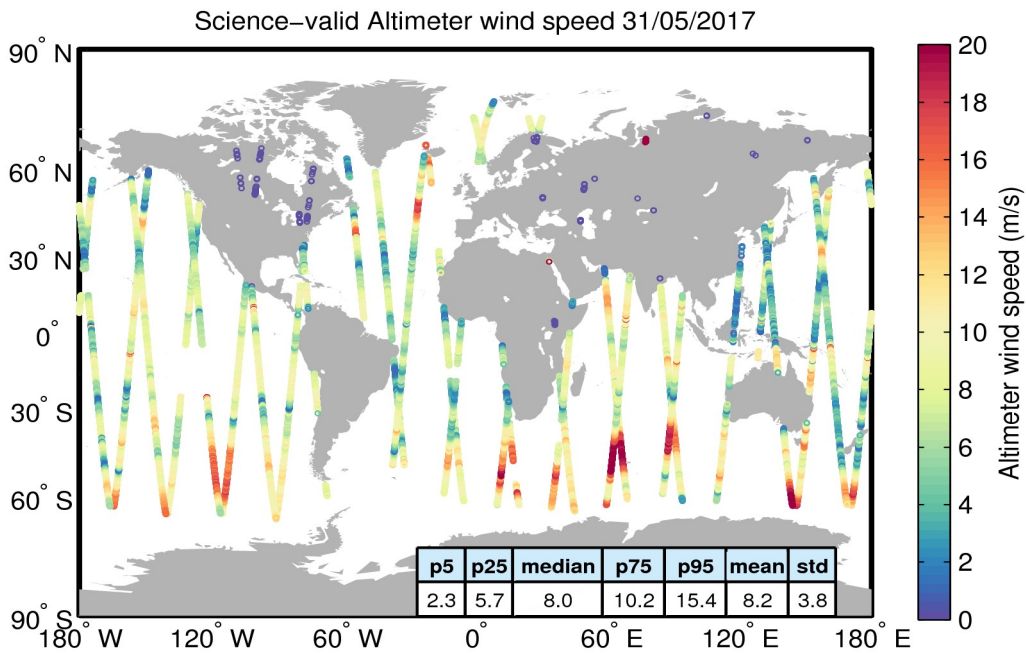 Science−valid Altimeter wind speed 31/05/2017
90° N
60° N
30° N
0°
30° S
60° S
90° S
180° W
120° W
60° W
0°
60° E
120° E
180° E
p5 p25 median p75 p95 mean std
2.3 5.7 8.0 10.2 15.4 8.2 3.8
20
18
16
14
12
10
8
6
4
2
0
Altimeter wind speed (m/s)